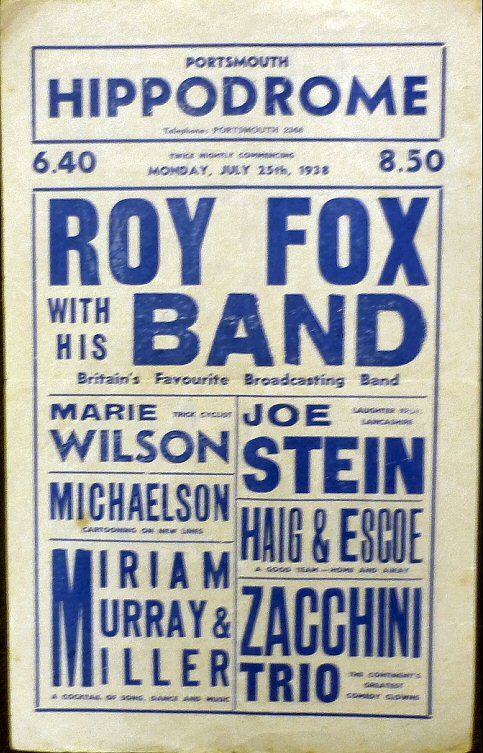 PORTSMOUTH
HIPPODROME
Telephone: PORTSMOUTH
6.40
TWICE NIGHTLY COMMENCING
MONDAY, JULY 25th, 1938
8.50
ROY FOX
WITH HIS BAND
Britain's Favourite Broadcasting Band
MARIE
TRICK CYCLIST
WILSON
MICHAELSON
CARTOONING ON NEW LINES
MIRIAM
MURRAY &
MILLER
A COCKTAIL OF SONG, DANCE AND MUSIC
JOE
LAUGHTER FROM
LANCASHIRE
STEIN
HAIG & ESCOE
A GOOD TEAM - HOME AND AWAY
ZACCHINI
TRIO
THE CONTINENT'S
GREATEST
COMEDY CLOWNS